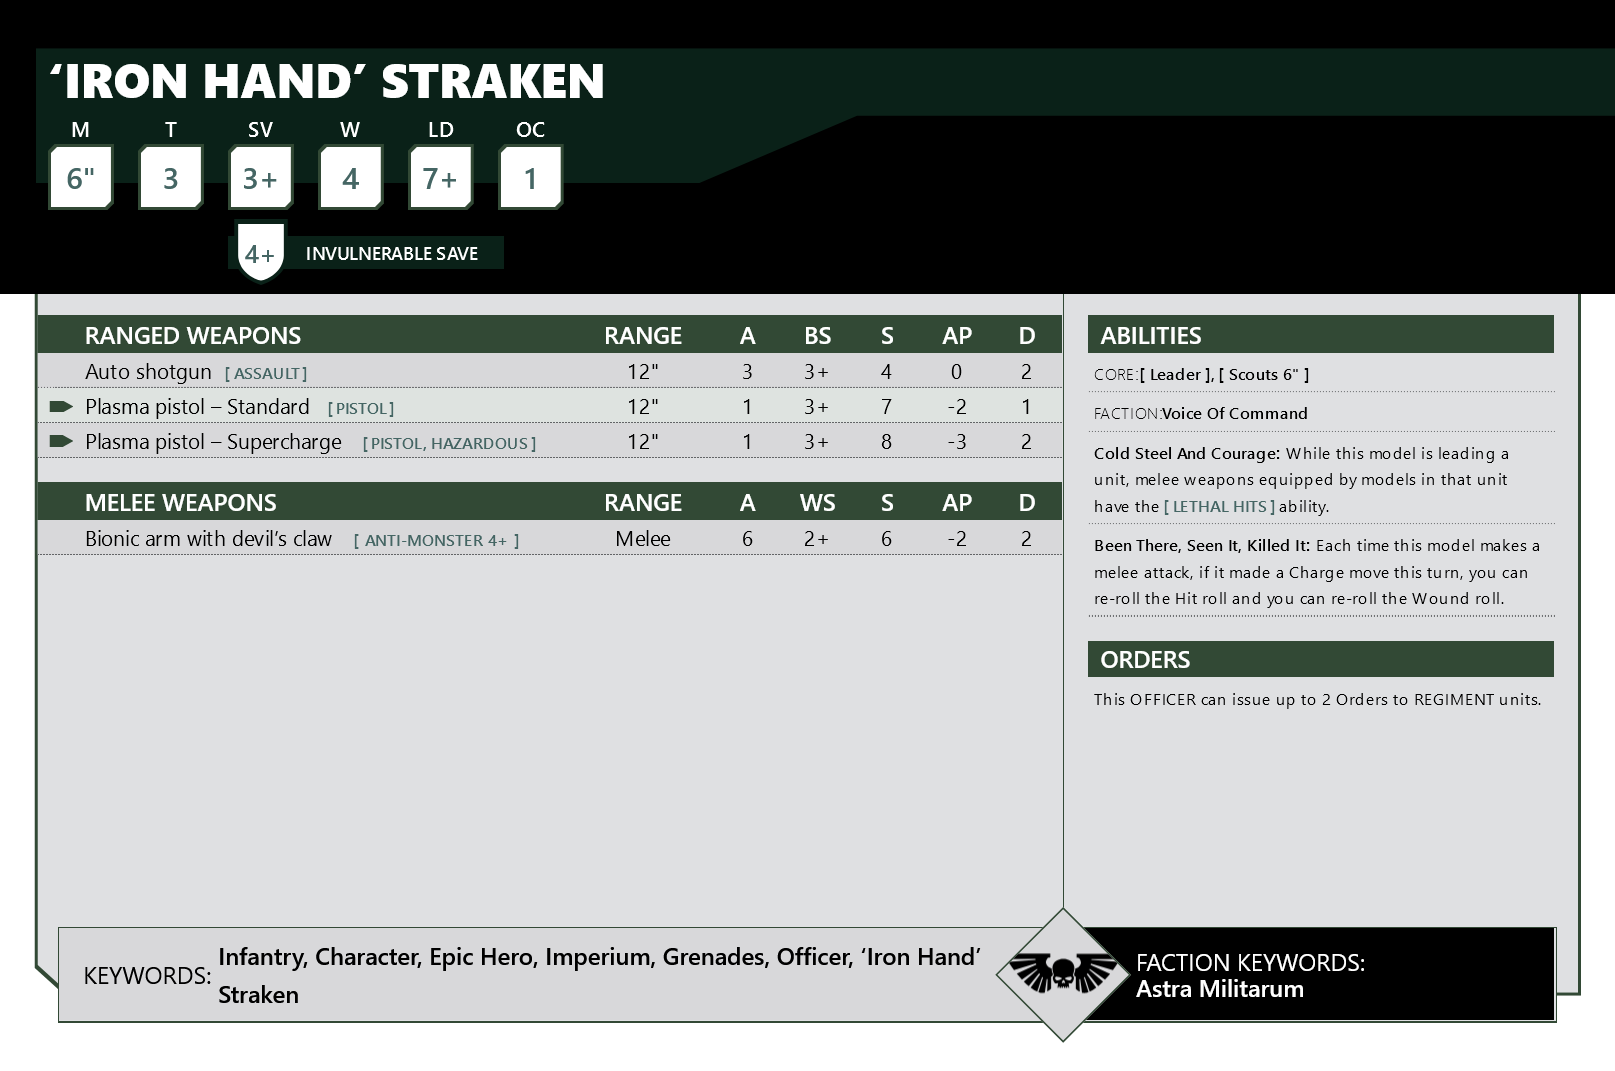 ‘IRON HAND’ STRAKEN
M T SV W LD OC
6" 3 3+ 4 7+ 1
4+ INVULNERABLE SAVE
RANGED WEAPONS RANGE A BS S AP D
Auto shotgun [ ASSAULT] 12" 3 3+ 4 0 2
Plasma pistol – Standard [ PISTOL ] 12" 1 3+ 7 -2 1
Plasma pistol – Supercharge [ PISTOL, HAZARDOUS ] 12" 1 3+ 8 -3 2
MELEE WEAPONS RANGE A WS S AP D
Bionic arm with devil’s claw [ ANTI-MONSTER 4+ ] Melee 6 2+ 6 -2 2
ABILITIES
CORE:[ Leader ], [ Scouts 6" ]
FACTION:Voice Of Command
Cold Steel And Courage: While this model is leading a
unit, melee weapons equipped by models in that unit
have the [ LETHAL HITS ] ability.
Been There, Seen It, Killed It: Each time this model makes a
melee attack, if it made a Charge move this turn, you can
re-roll the Hit roll and you can re-roll the Wound roll.
ORDERS
This OFFICER can issue up to 2 Orders to REGIMENT units.
KEYWORDS: Infantry, Character, Epic Hero, Imperium, Grenades, Officer, ‘Iron Hand’
Straken
FACTION KEYWORDS:
Astra Militarum